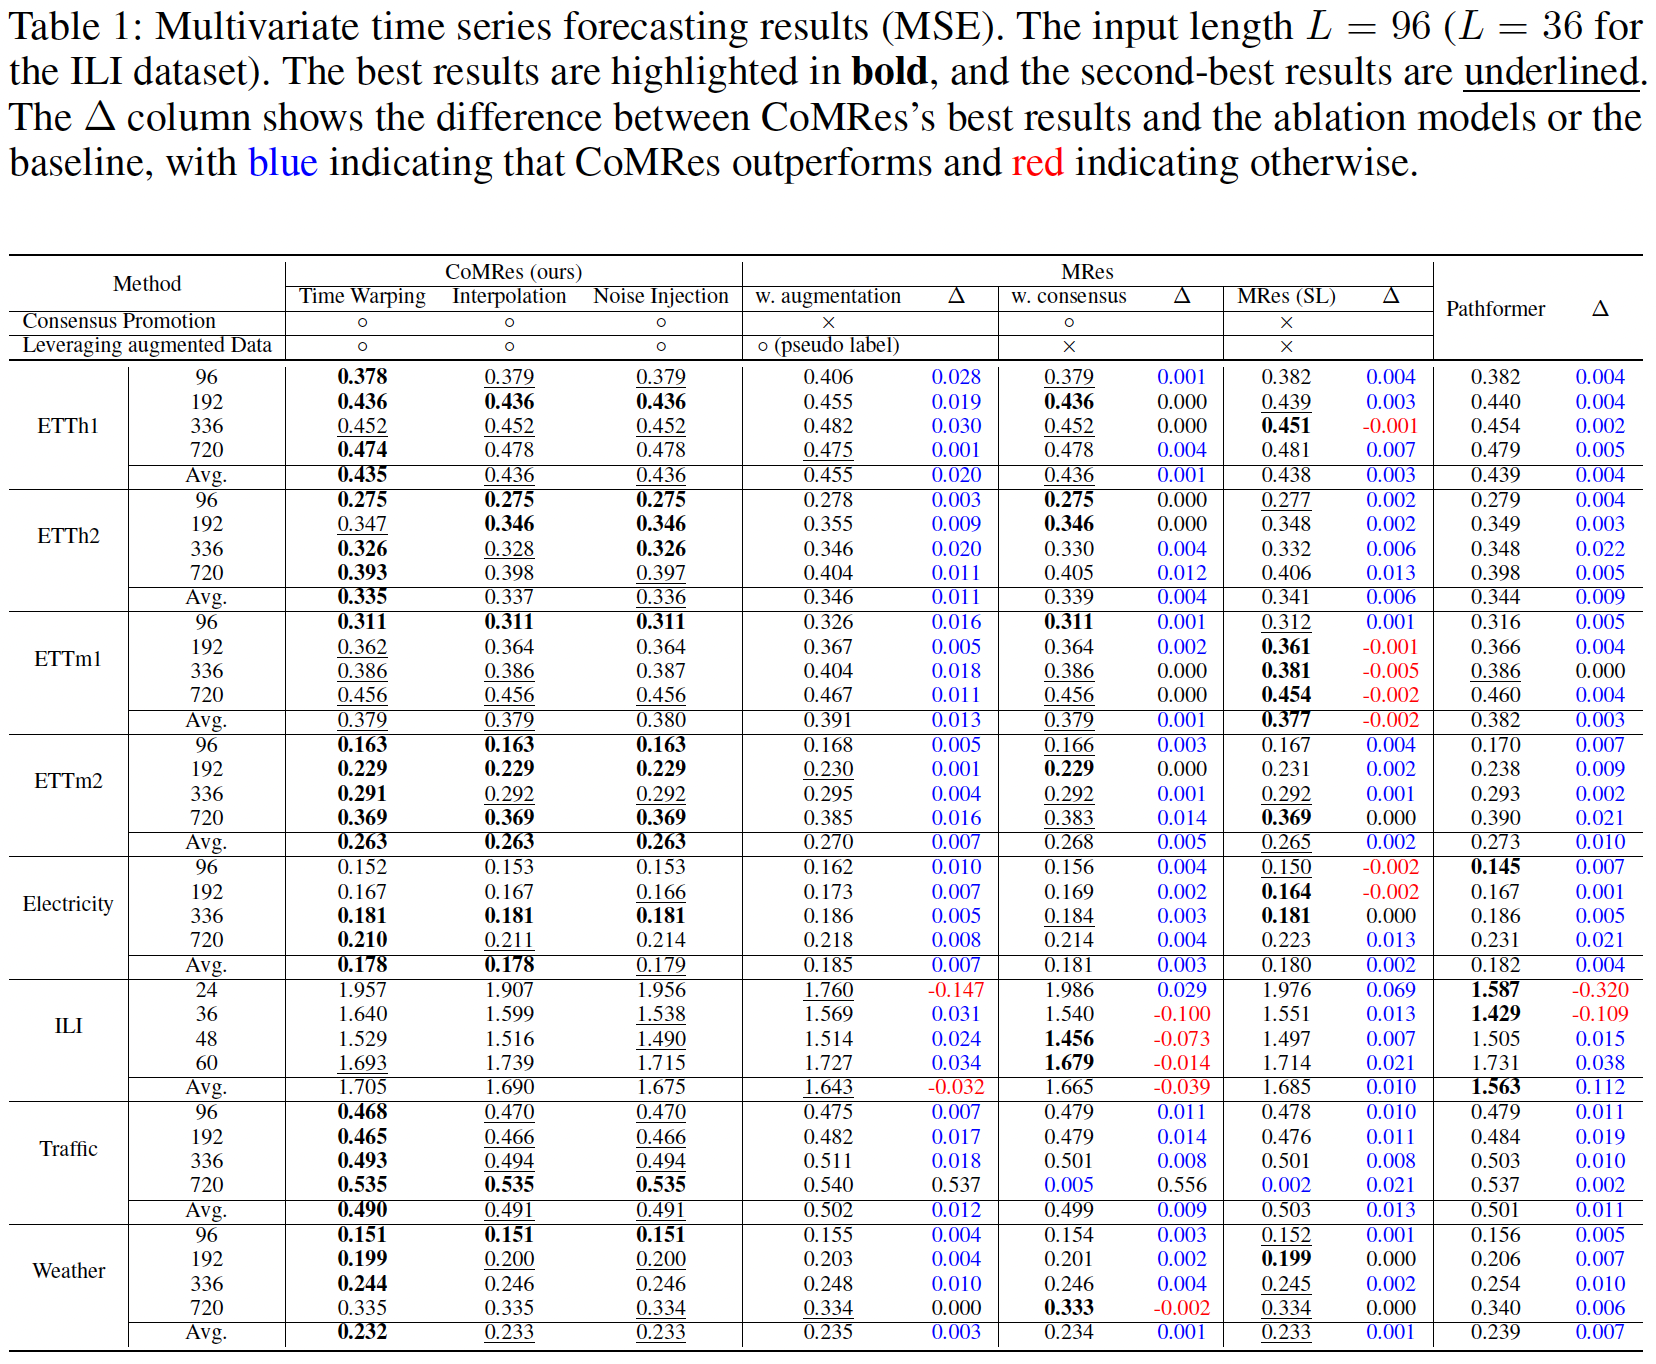 Table 1: Multivariate time series forecasting results (MSE). The input length L = 96 (L = 36 for
the ILI dataset). The best results are highlighted in bold, and the second-best results are underlined.
The Δ column shows the difference between CoMRes's best results and the ablation models or the
baseline, with blue indicating that CoMRes outperforms and red indicating otherwise.
Method CoMRes (ours) MRes Pathformer Δ
Time Warping Interpolation Noise Injection w. augmentation Δ w. consensus Δ MRes (SL) Δ
Consensus Promotion ○ ○ ○ × ○ ×
Leveraging augmented Data ○ ○ ○ ○ (pseudo label) × ×
ETTh1
96 0.378 0.379 0.379 0.406 0.028 0.379 0.001 0.382 0.004 0.382 0.004
192 0.436 0.436 0.436 0.455 0.019 0.436 0.000 0.439 0.003 0.440 0.004
336 0.452 0.452 0.452 0.482 0.030 0.452 0.000 0.451 -0.001 0.454 0.002
720 0.474 0.478 0.478 0.475 0.001 0.478 0.004 0.481 0.007 0.479 0.005
Avg. 0.435 0.436 0.436 0.455 0.020 0.436 0.001 0.438 0.003 0.439 0.004
ETTh2
96 0.275 0.275 0.275 0.278 0.003 0.275 0.000 0.277 0.002 0.279 0.004
192 0.347 0.346 0.346 0.355 0.009 0.346 0.000 0.348 0.002 0.349 0.003
336 0.326 0.328 0.326 0.346 0.020 0.330 0.004 0.332 0.006 0.348 0.022
720 0.393 0.398 0.397 0.404 0.011 0.405 0.012 0.406 0.013 0.398 0.005
Avg. 0.335 0.337 0.336 0.346 0.011 0.339 0.004 0.341 0.006 0.344 0.009
ETTm1
96 0.311 0.311 0.311 0.326 0.016 0.311 0.001 0.312 0.001 0.316 0.005
192 0.362 0.364 0.364 0.367 0.005 0.364 0.002 0.361 -0.001 0.366 0.004
336 0.386 0.386 0.387 0.404 0.018 0.386 0.000 0.381 -0.005 0.386 0.000
720 0.456 0.456 0.456 0.467 0.011 0.456 0.000 0.454 -0.002 0.460 0.004
Avg. 0.379 0.379 0.380 0.391 0.013 0.379 0.001 0.377 -0.002 0.382 0.003
ETTm2
96 0.163 0.163 0.163 0.168 0.005 0.166 0.003 0.167 0.004 0.170 0.007
192 0.229 0.229 0.229 0.230 0.001 0.229 0.000 0.231 0.002 0.238 0.009
336 0.291 0.292 0.292 0.295 0.004 0.292 0.001 0.292 0.001 0.293 0.002
720 0.369 0.369 0.369 0.385 0.016 0.383 0.014 0.369 0.000 0.390 0.021
Avg. 0.263 0.263 0.263 0.270 0.007 0.268 0.005 0.265 0.002 0.273 0.010
Electricity
96 0.152 0.153 0.153 0.162 0.010 0.156 0.004 0.150 -0.002 0.145 0.007
192 0.167 0.167 0.166 0.173 0.007 0.169 0.002 0.164 -0.002 0.167 0.001
336 0.181 0.181 0.181 0.186 0.005 0.184 0.003 0.181 0.000 0.186 0.005
720 0.210 0.211 0.214 0.218 0.008 0.214 0.004 0.223 0.013 0.231 0.021
Avg. 0.178 0.178 0.179 0.185 0.007 0.181 0.003 0.180 0.002 0.182 0.004
ILI
24 1.957 1.907 1.956 1.760 -0.147 1.986 0.029 1.976 0.069 1.587 -0.320
36 1.640 1.599 1.538 1.569 0.031 1.540 -0.100 1.551 0.013 1.429 -0.109
48 1.529 1.516 1.490 1.514 0.024 1.456 -0.073 1.497 0.007 1.505 0.015
60 1.693 1.739 1.715 1.727 0.034 1.679 -0.014 1.714 0.021 1.731 0.038
Avg. 1.705 1.690 1.675 1.643 -0.032 1.665 -0.039 1.685 0.010 1.563 0.112
Traffic
96 0.468 0.470 0.470 0.475 0.007 0.479 0.011 0.478 0.010 0.479 0.011
192 0.465 0.466 0.466 0.482 0.017 0.479 0.014 0.476 0.011 0.484 0.019
336 0.493 0.494 0.494 0.511 0.018 0.501 0.008 0.501 0.008 0.503 0.010
720 0.535 0.535 0.535 0.540 0.537 0.005 0.556 0.002 0.021 0.537 0.002
Avg. 0.490 0.491 0.491 0.502 0.012 0.499 0.009 0.503 0.013 0.501 0.011
Weather
96 0.151 0.151 0.151 0.155 0.004 0.154 0.003 0.152 0.001 0.156 0.005
192 0.199 0.200 0.200 0.203 0.004 0.201 0.002 0.199 0.000 0.206 0.007
336 0.244 0.246 0.246 0.248 0.010 0.246 0.004 0.245 0.002 0.254 0.010
720 0.335 0.335 0.334 0.334 0.000 0.333 -0.002 0.334 0.000 0.340 0.006
Avg. 0.232 0.233 0.233 0.235 0.003 0.234 0.001 0.233 0.001 0.239 0.007